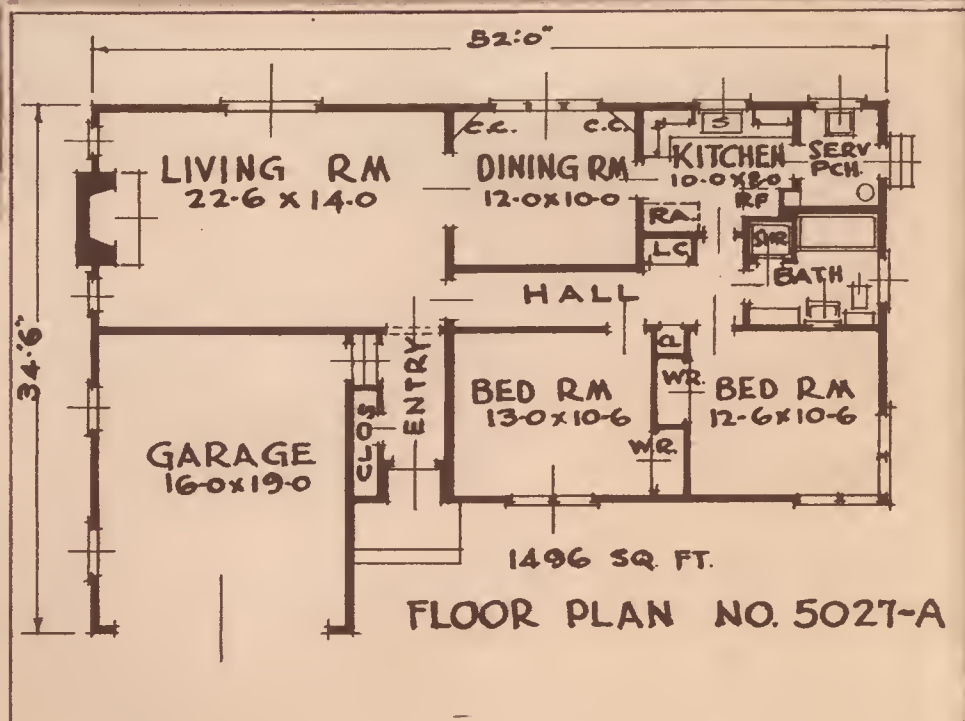 52'-0"
LIVING RM
22-6 X 14-0
C.C.
C.C.
DINING RM
12-0X10-0
S
KITCHEN
10-0X8-0
RF
SERV
PCH.
RA.
L.C.
SHR
BATH
HALL
34'-6"
ENTRY
CLOS
GARAGE
16-0X19-0
BED RM
13-0X10-6
P
WR.
WR.
BED RM
12-6X10-6
1496 SQ. FT.
FLOOR PLAN NO. 5027-A